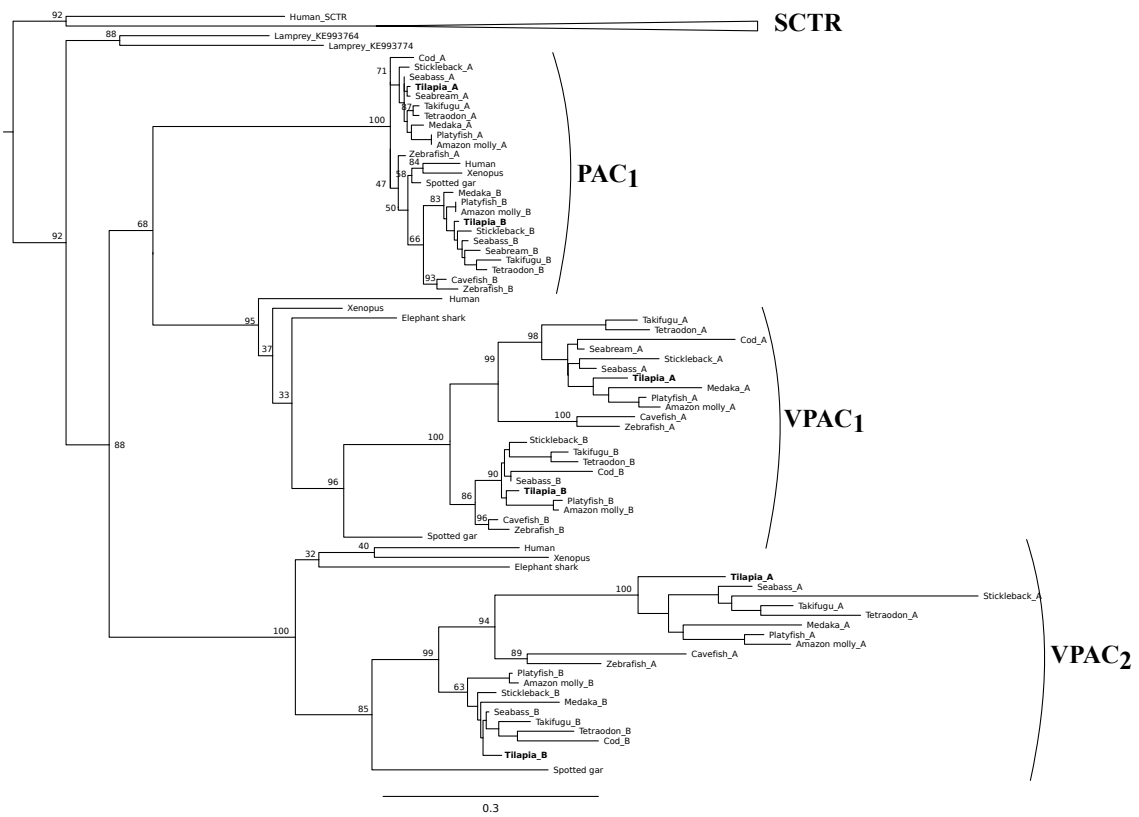 92
Human_SCTR
SCTR
88
Lamprey_KE993764
Lamprey_KE993774
Cod_A
71
Stickleback_A
Seabass_A
Tilapia_A
Seabream_A
87
Takifugu_A
Tetraodon_A
100
Medaka_A
Platyfish_A
Amazon molly_A
Zebrafish_A
84
Human
58
Xenopus
PAC1
47
Spotted gar
83
Medaka_B
Platyfish_B
50
Amazon molly_B
Tilapia_B
68
Stickleback_B
66
Seabass_B
92
Seabream_B
Takifugu_B
Tetraodon_B
93
Cavefish_B
Zebrafish_B
Human
Xenopus
95
Elephant shark
Takifugu_A
Tetraodon_A
98
Cod_A
37
Seabream_A
99
Stickleback_A
Seabass_A
Tilapia_A
Medaka_A
33
Platyfish_A
Amazon molly_A
100
Cavefish_A
Zebrafish_A
VPAC1
100
Stickleback_B
88
Takifugu_B
Tetraodon_B
90
Cod_B
Seabass_B
96
Tilapia_B
86
Platyfish_B
Amazon molly_B
96
Cavefish_B
Zebrafish_B
Spotted gar
40
Human
32
Xenopus
Elephant shark
Tilapia_A
100
Seabass_A
Stickleback_A
Takifugu_A
Tetraodon_A
94
Medaka_A
Platyfish_A
100
Amazon molly_A
99
89
Cavefish_A
VPAC2
Zebrafish_A
Platyfish_B
Amazon molly_B
63
Stickleback_B
Medaka_B
85
Seabass_B
Takifugu_B
Tetraodon_B
Cod_B
Tilapia_B
Spotted gar
0.3